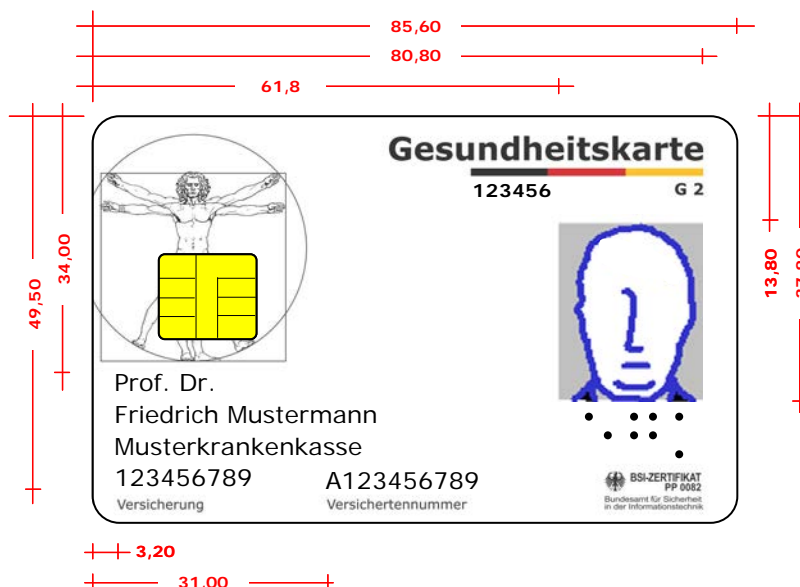 85,60
80,80
61,8
Gesundheitskarte
123456
G 2
34,00
49,50
13,80
Prof. Dr.
Friedrich Mustermann
Musterkrankenkasse
123456789
A123456789
Versicherung
Versichertennummer
BSI-ZERTIFIKAT
PP 0082
Bundesamt für Sicherheit
in der Informationstechnik
3,20
31,00